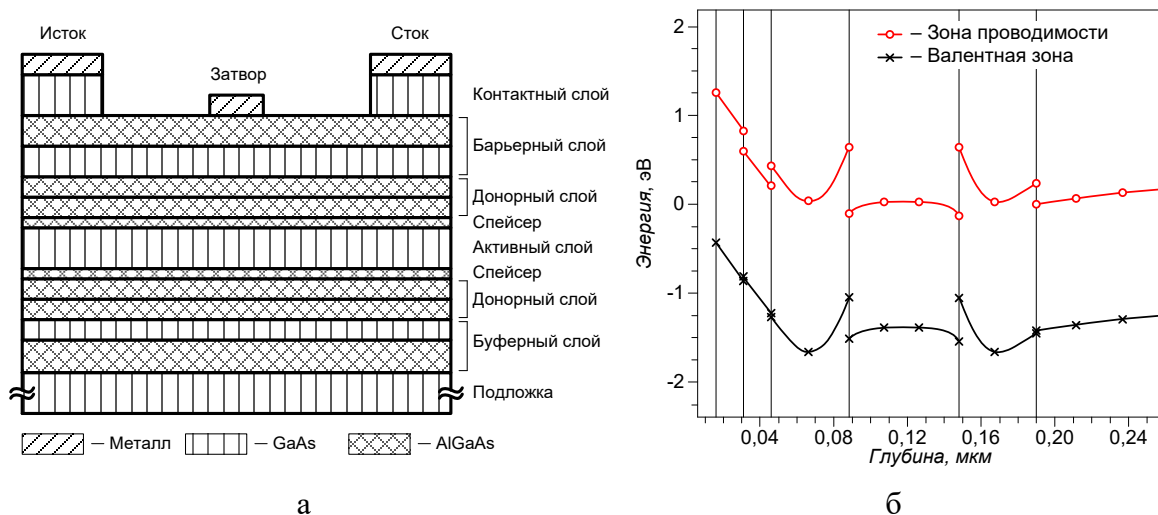 Исток
Сток
Затвор
Контактный слой
Барьерный слой
Донорный слой
Спейсер
Активный слой
Спейсер
Донорный слой
Буферный слой
Подложка
– Металл
– GaAs
– AlGaAs
а
– Зона проводимости
– Валентная зона
Энергия, эВ
2
1
0
-1
-2
0,04
0,08
0,12
0,16
0,20
0,24
Глубина, мкм
б